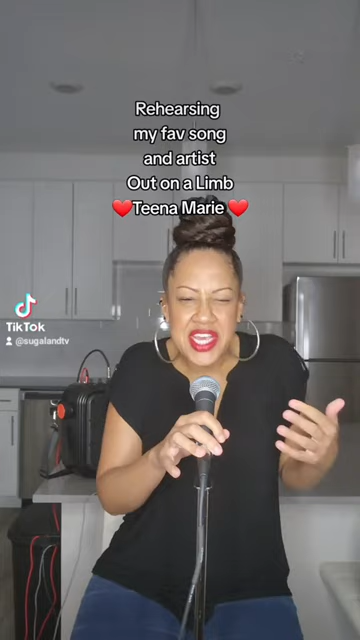 Rehearsing
my fav song
and artist
Out on a Limb
❤️Teena Marie❤️
TikTok
@sugalandtv